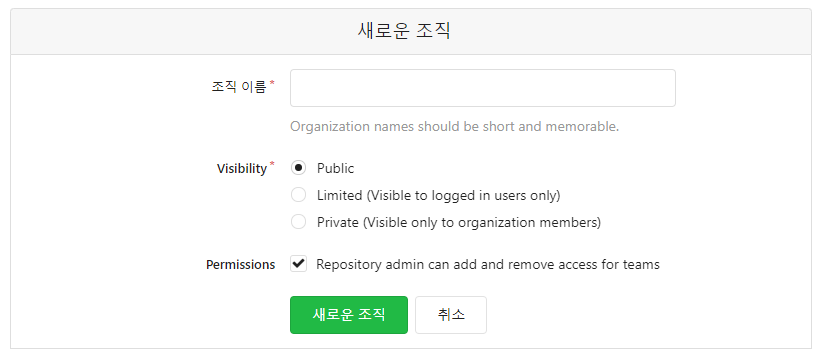 새로운 조직
조직 이름 *
Organization names should be short and memorable.
Visibility * Public
Limited (Visible to logged in users only)
Private (Visible only to organization members)
Permissions Repository admin can add and remove access for teams
새로운 조직 취소